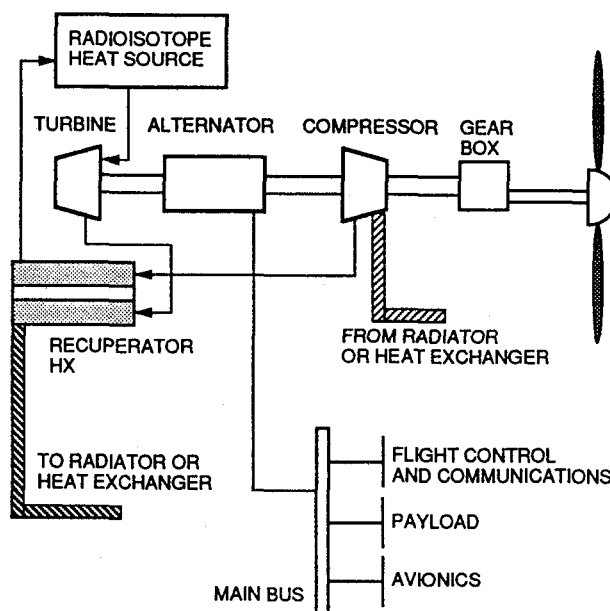 RADIOISOTOPE
HEAT SOURCE
TURBINE
ALTERNATOR
COMPRESSOR
GEAR
BOX
RECUPERATOR
HX
FROM RADIATOR
OR HEAT EXCHANGER
TO RADIATOR OR
HEAT EXCHANGER
FLIGHT CONTROL
AND COMMUNICATIONS
PAYLOAD
MAIN BUS
AVIONICS